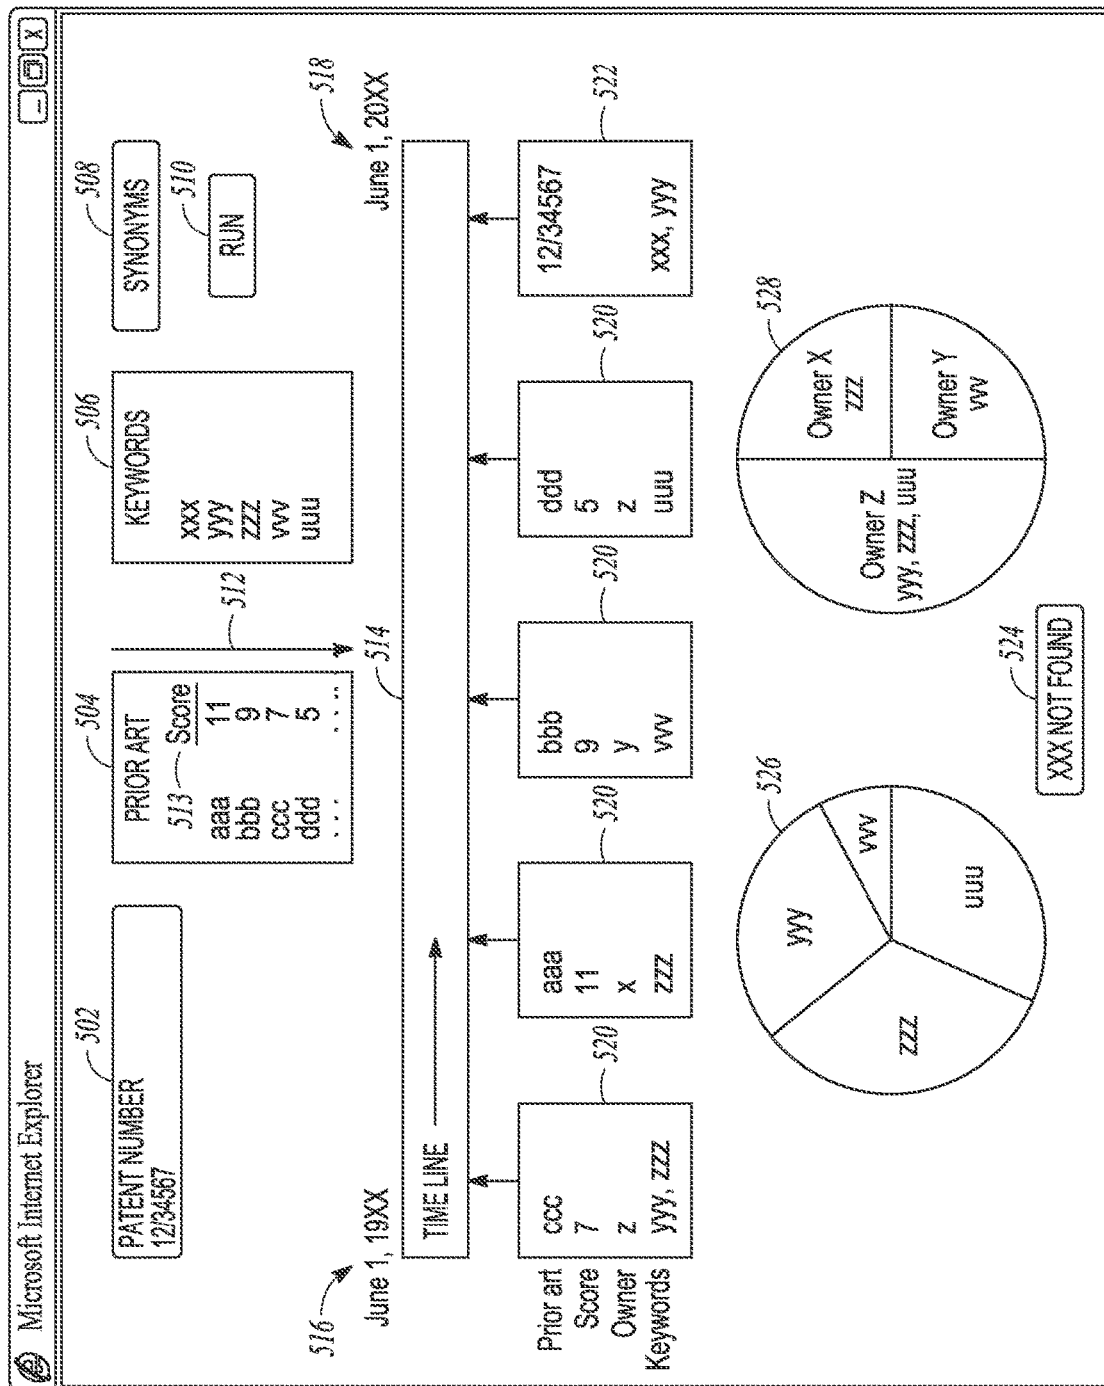 Microsoft Internet Explorer
_ X
502
PATENT NUMBER
12/34567
504
PRIOR ART
513 Score
aaa 11
bbb 9
ccc 7
ddd 5
... ....
512
506
KEYWORDS
xxx
yyy
zzz
vvv
uuu
508
SYNONYMS
510
RUN
516
June 1, 19XX
514
518
June 1, 20XX
TIME LINE
520
520
520
520
522
Prior art ccc aaa bbb ddd 12/34567
Score 7 11 9 5
Owner z x y z
Keywords yyy, zzz zzz vvv uuu xxx, yyy
526
yyy
vvv
zzz
uuu
524
XXX NOT FOUND
528
Owner Z
yyy, zzz, uuu
Owner X
zzz
Owner Y
vvv